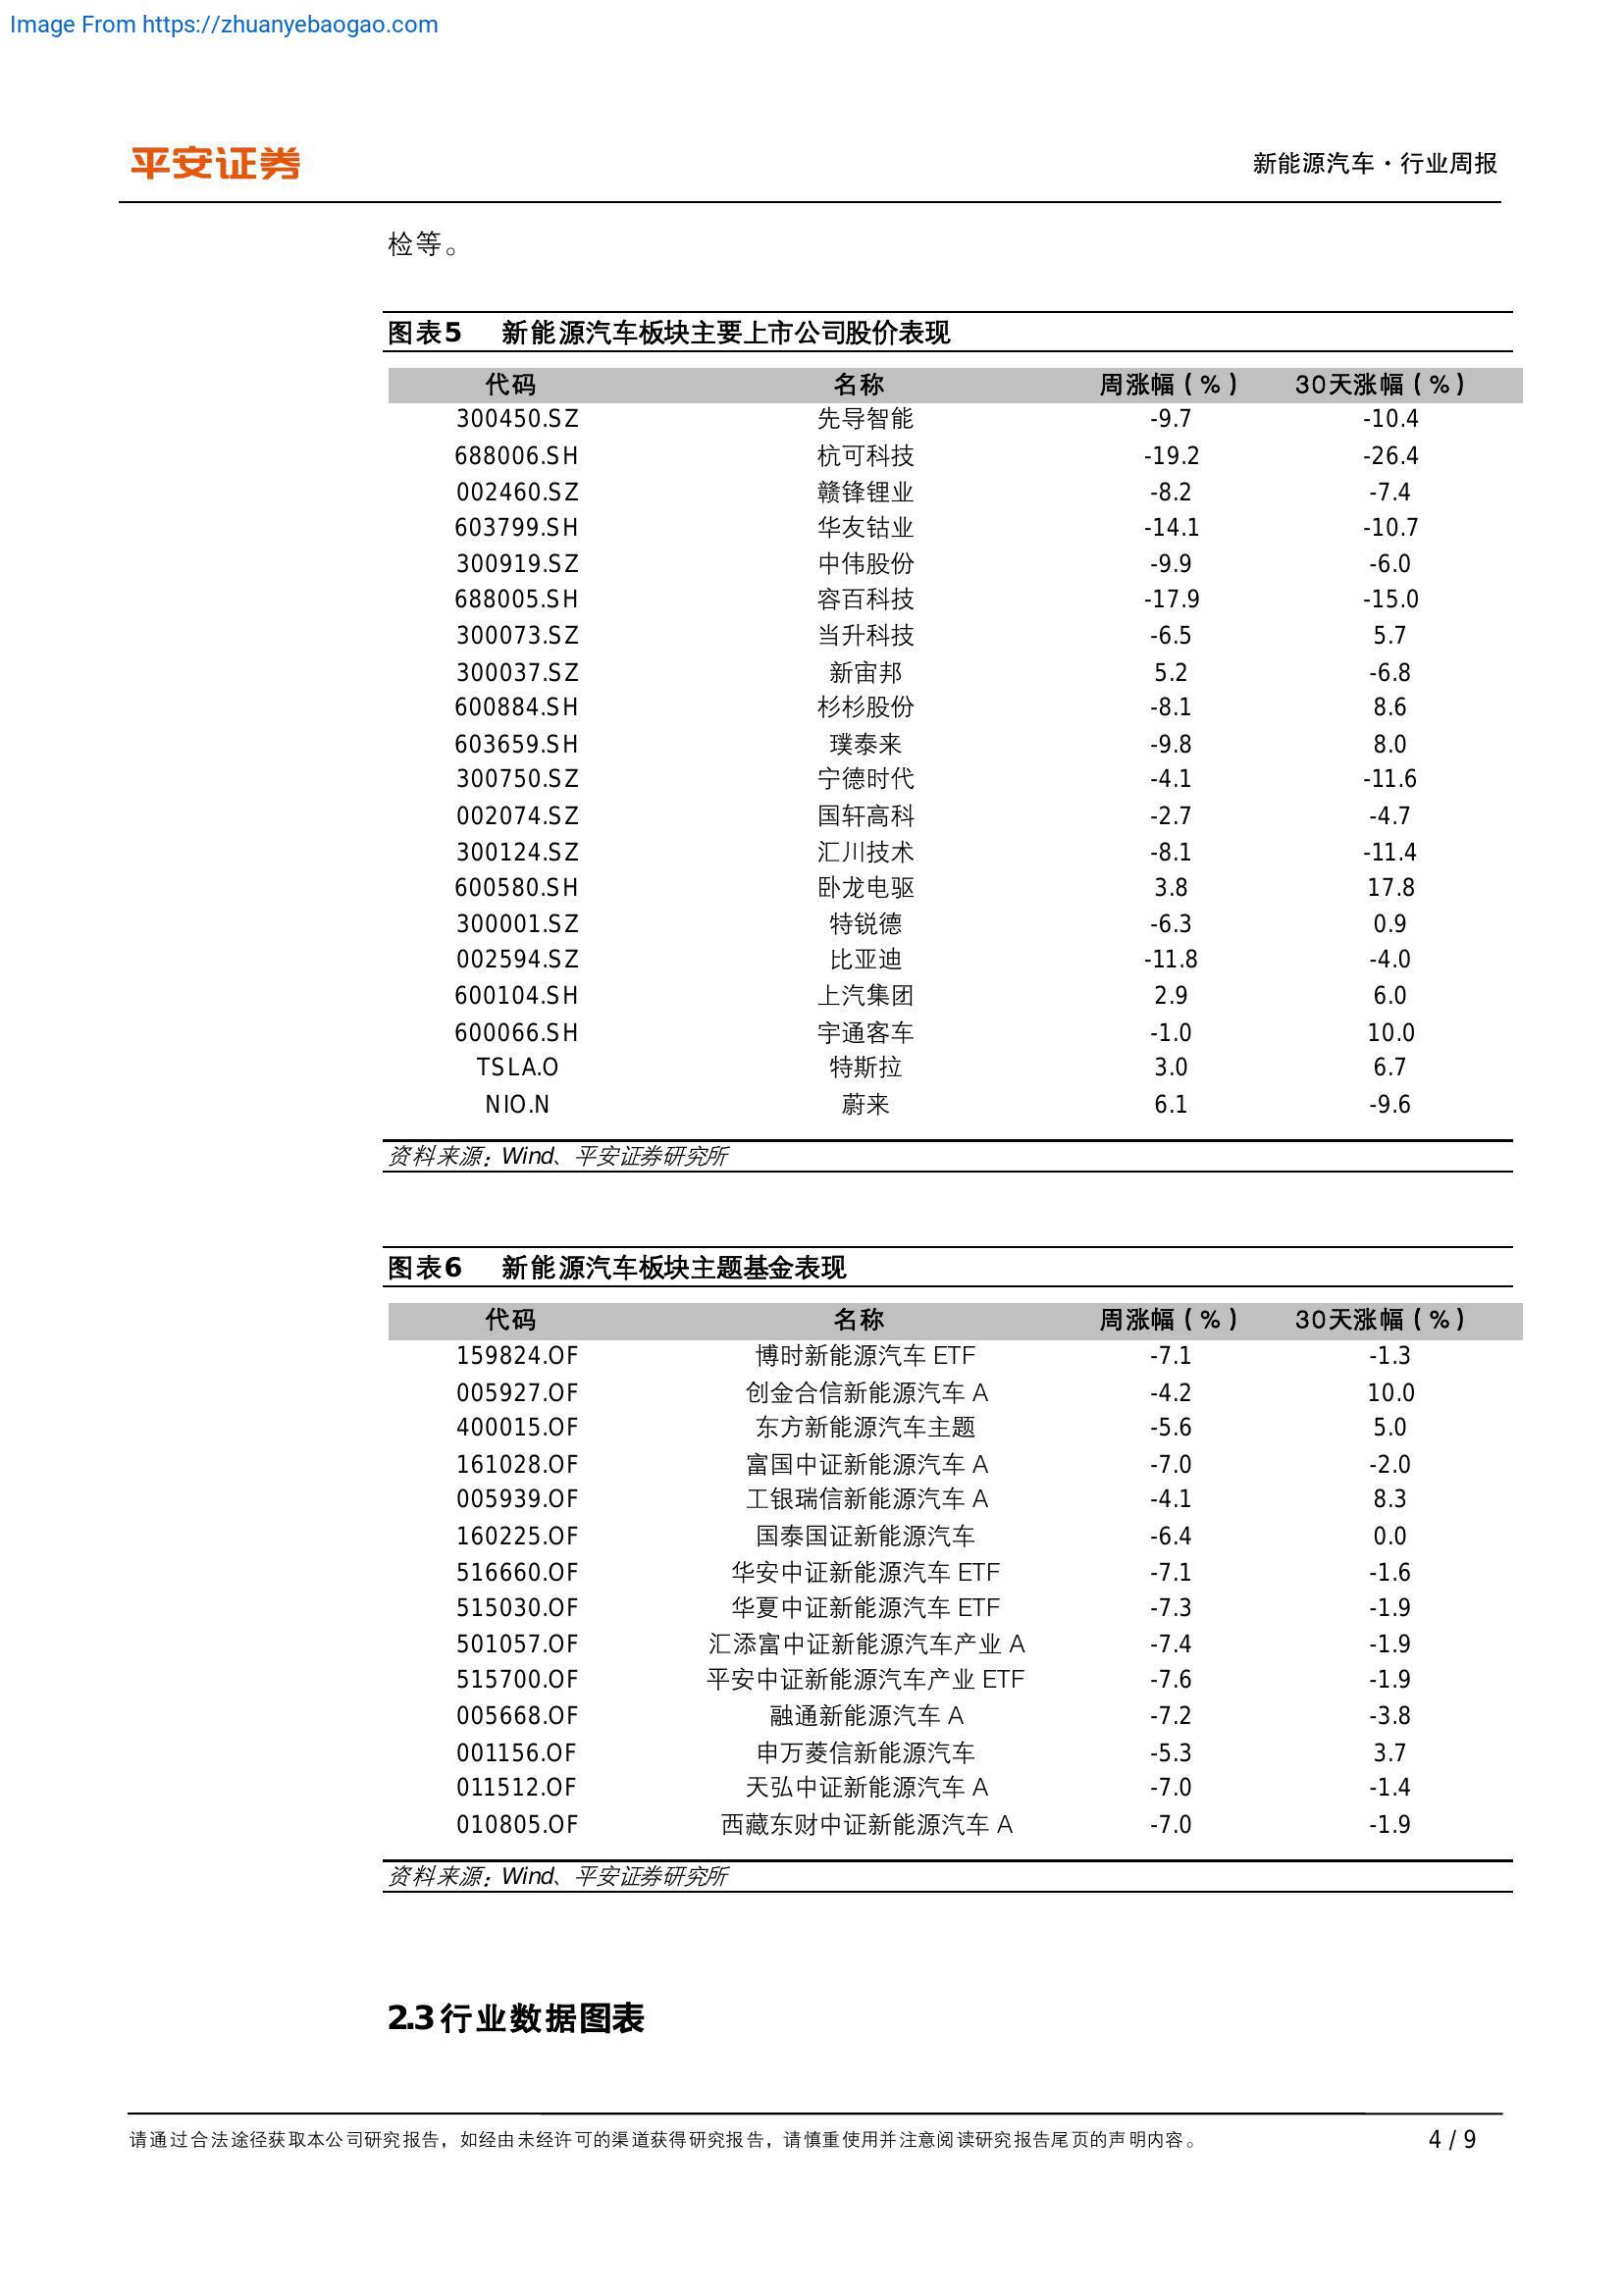 Image From https://zhuanyebaogao.com
平安证券 新能源汽车·行业周报
检等。
图表5 新能源汽车板块主要上市公司股价表现
代码 名称 周涨幅（%） 30天涨幅（%）
300450.SZ 先导智能 -9.7 -10.4
688006.SH 杭可科技 -19.2 -26.4
002460.SZ 赣锋锂业 -8.2 -7.4
603799.SH 华友钴业 -14.1 -10.7
300919.SZ 中伟股份 -9.9 -6.0
688005.SH 容百科技 -17.9 -15.0
300073.SZ 当升科技 -6.5 5.7
300037.SZ 新宙邦 5.2 -6.8
600884.SH 杉杉股份 -8.1 8.6
603659.SH 璞泰来 -9.8 8.0
300750.SZ 宁德时代 -4.1 -11.6
002074.SZ 国轩高科 -2.7 -4.7
300124.SZ 汇川技术 -8.1 -11.4
600580.SH 卧龙电驱 3.8 17.8
300001.SZ 特锐德 -6.3 0.9
002594.SZ 比亚迪 -11.8 -4.0
600104.SH 上汽集团 2.9 6.0
600066.SH 宇通客车 -1.0 10.0
TSLA.O 特斯拉 3.0 6.7
NIO.N 蔚来 6.1 -9.6
资料来源：Wind、平安证券研究所
图表6 新能源汽车板块主题基金表现
代码 名称 周涨幅（%） 30天涨幅（%）
159824.OF 博时新能源汽车 ETF -7.1 -1.3
005927.OF 创金合信新能源汽车 A -4.2 10.0
400015.OF 东方新能源汽车主题 -5.6 5.0
161028.OF 富国中证新能源汽车 A -7.0 -2.0
005939.OF 工银瑞信新能源汽车 A -4.1 8.3
160225.OF 国泰国证新能源汽车 -6.4 0.0
516660.OF 华安中证新能源汽车 ETF -7.1 -1.6
515030.OF 华夏中证新能源汽车 ETF -7.3 -1.9
501057.OF 汇添富中证新能源汽车产业 A -7.4 -1.9
515700.OF 平安中证新能源汽车产业 ETF -7.6 -1.9
005668.OF 融通新能源汽车 A -7.2 -3.8
001156.OF 申万菱信新能源汽车 -5.3 3.7
011512.OF 天弘中证新能源汽车 A -7.0 -1.4
010805.OF 西藏东财中证新能源汽车 A -7.0 -1.9
资料来源：Wind、平安证券研究所
2.3 行业数据图表
请通过合法途径获取本公司研究报告，如经由未经许可的渠道获得研究报告，请慎重使用并注意阅读研究报告尾页的声明内容。 4 / 9